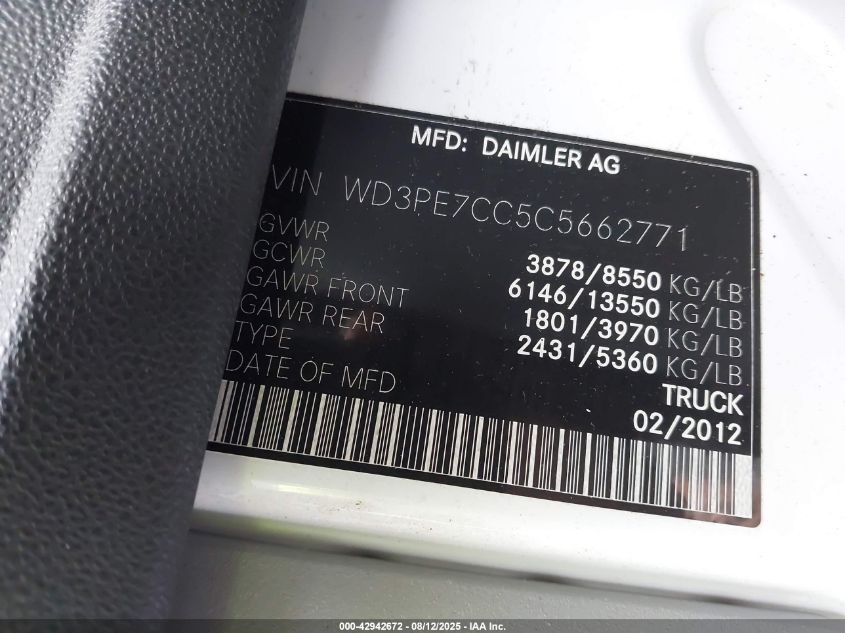 MFD: DAIMLER AG
VIN WD3PE7CC5C5662771
GVWR 3878/8550 KG/LB
GCWR 6146/13550 KG/LB
GAWR FRONT 1801/3970 KG/LB
GAWR REAR 2431/5360 KG/LB
TYPE TRUCK
DATE OF MFD 02/2012
000-42942672 - 08/12/2025 - IAA Inc.